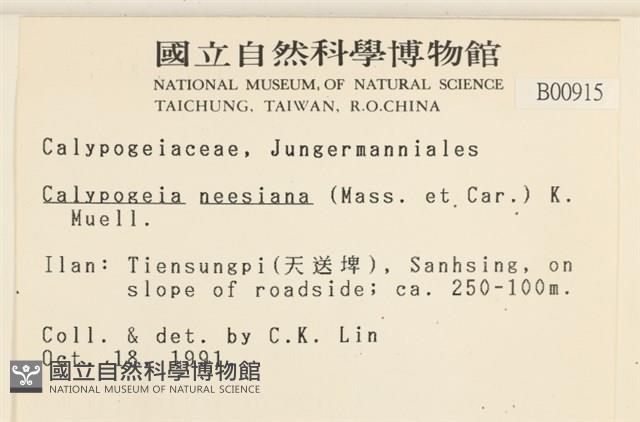 國立自然科學博物館
NATIONAL MUSEUM, OF NATURAL SCIENCE
TAICHUNG, TAIWAN, R.O.CHINA
B00915
Calypogeiaceae, Jungermanniales
Calypogeia neesiana (Mass. et Car.) K.
Muell.
Ilan: Tiensungpi(天送埤), Sanhsing, on
slope of roadside; ca. 250-100m.
Coll. & det. by C.K. Lin
Oct. 18, 1991
國立自然科學博物館
NATIONAL MUSEUM OF NATURAL SCIENCE